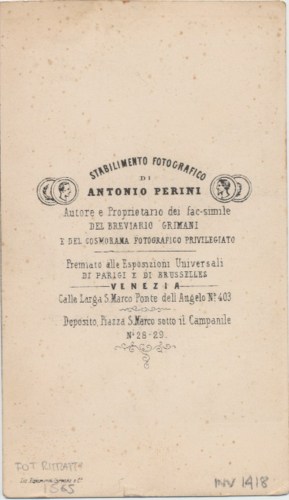 STABILIMENTO FOTOGRAFICO
DI
ANTONIO PERINI
Autore e Proprietario dei fac-simile
DEL BREVIARIO GRIMANI
E DEL COSMORAMA FOTOGRAFICO PRIVILEGIATO
Premiato alle Esposizioni Universali
DI PARIGI E DI BRUSSELLES
VENEZIA
Calle Larga S. Marco Ponte dell Angelo Nº 403
Deposito, Piazza S. Marco sotto il Campanile
Nº 28-29.
FOT RITRATTI
1865
INV 1418